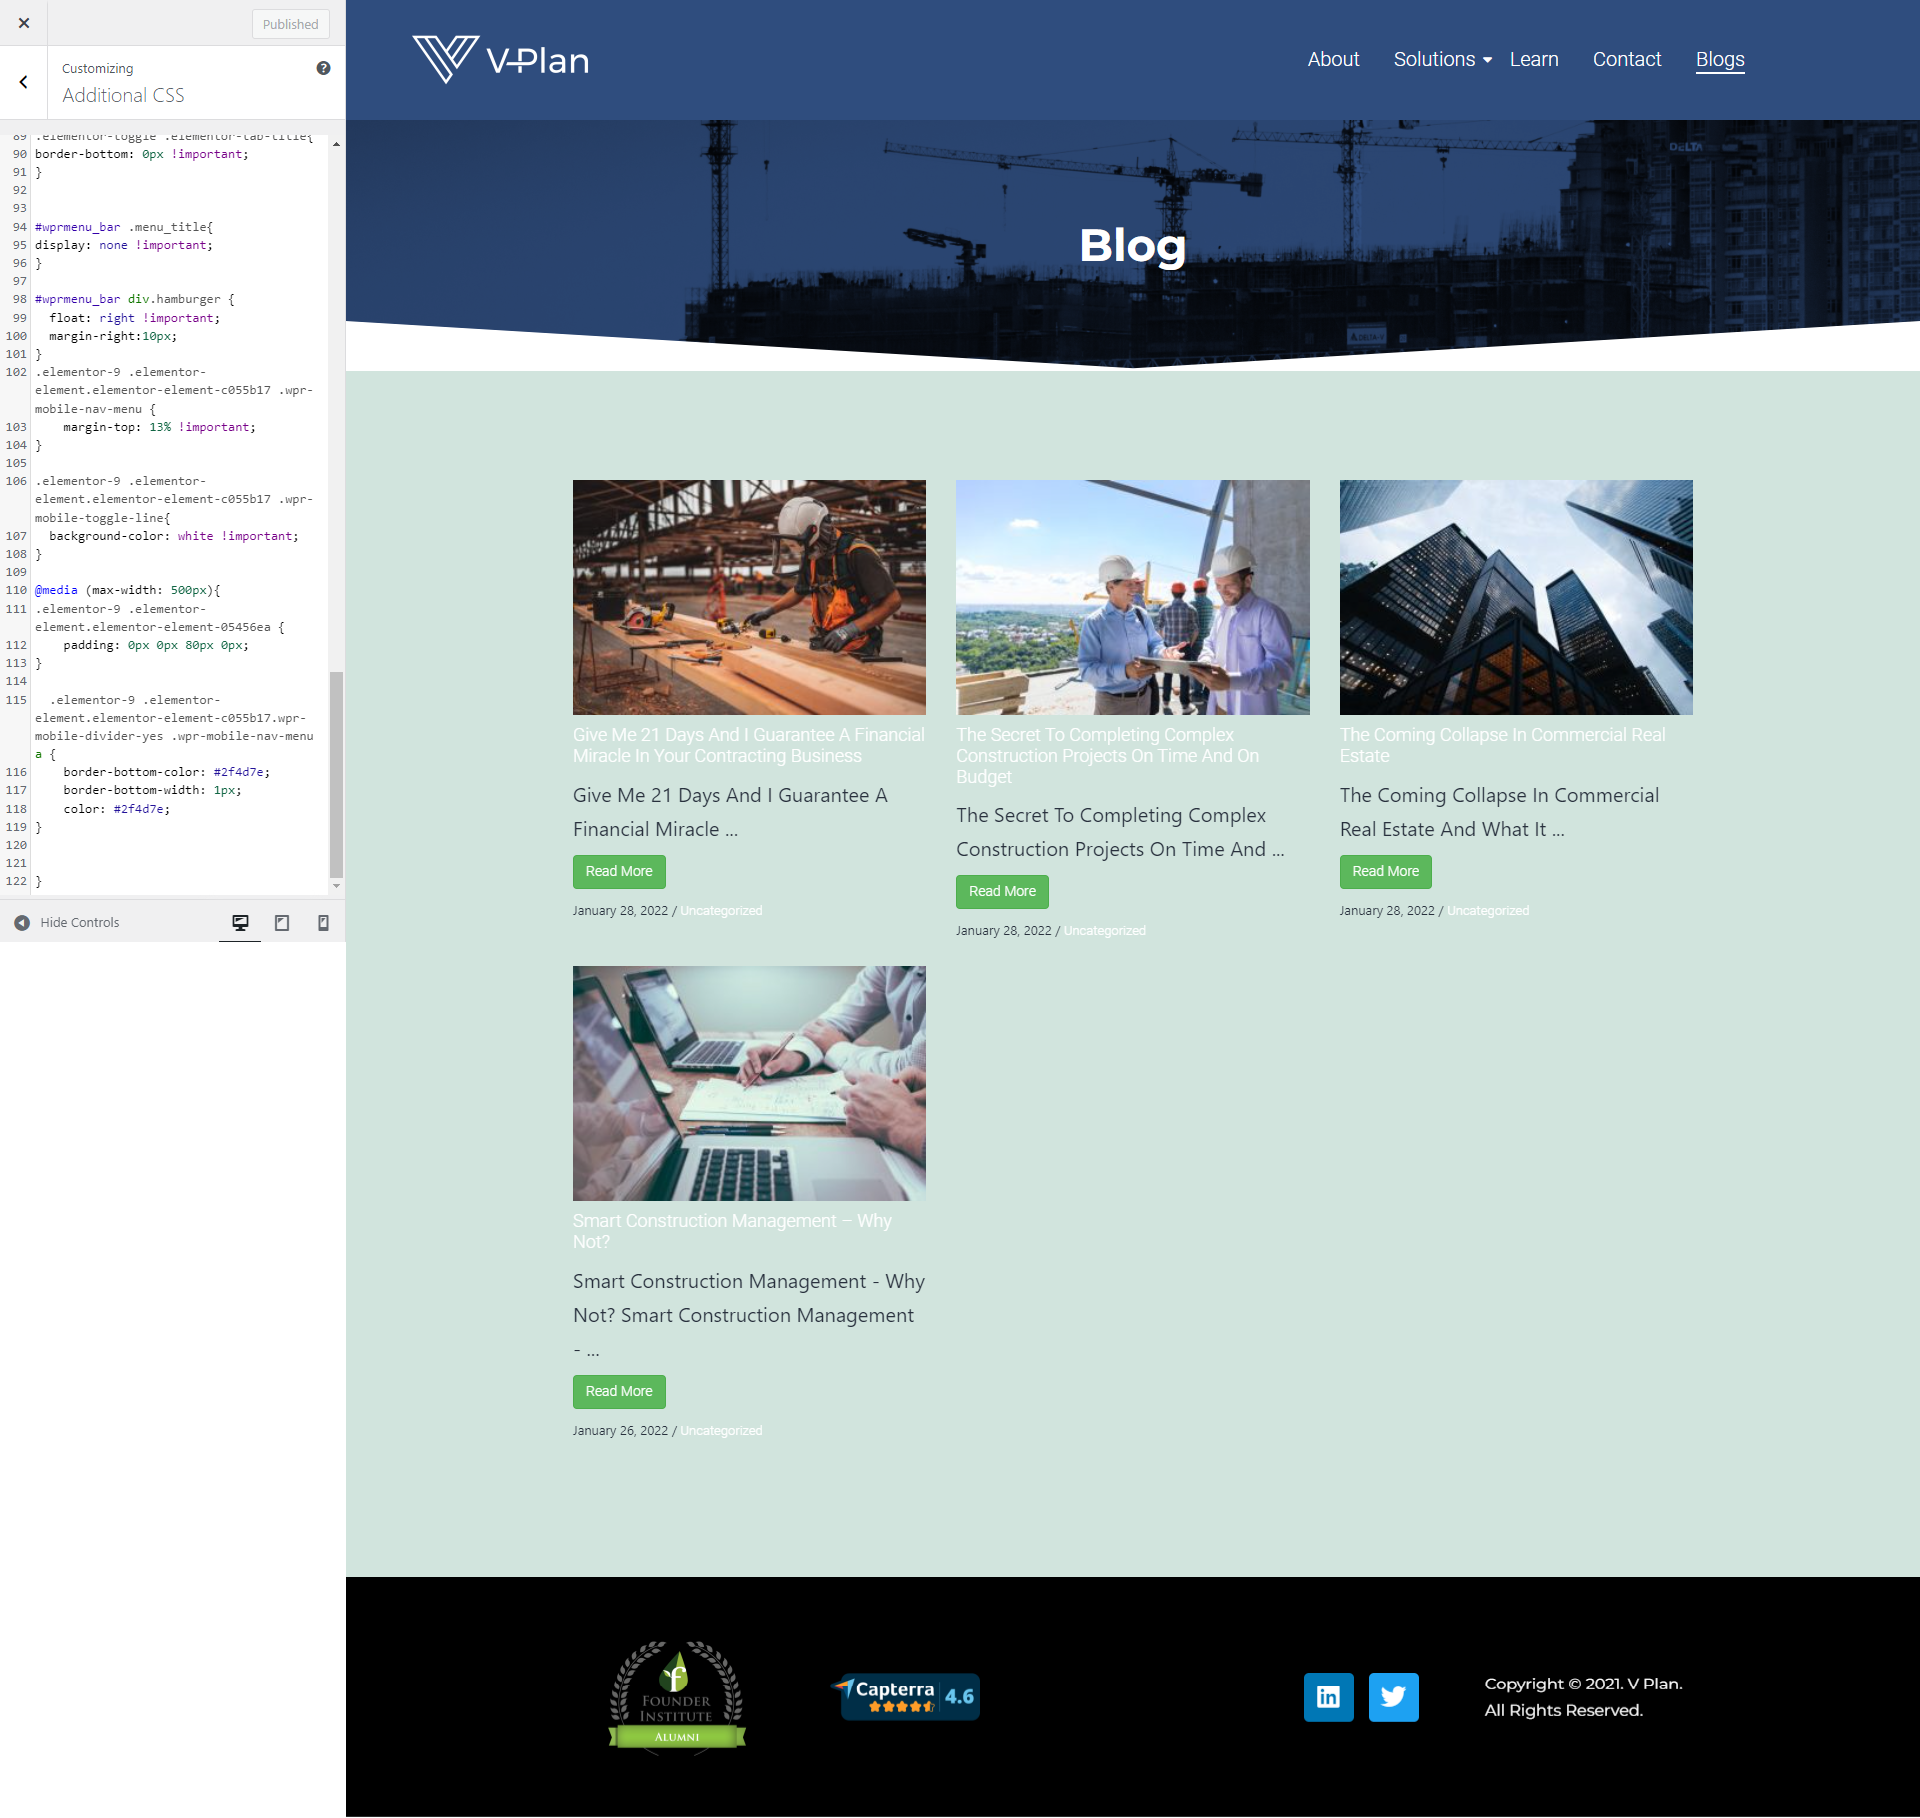 Published
Customizing
Additional CSS
89 .elementor-toggle .elementor-tab-title{
90 border-bottom: 0px !important;
91 }
92
93
94 #wprmenu_bar .menu_title{
95 display: none !important;
96 }
97
98 #wprmenu_bar div.hamburger {
99 float: right !important;
100 margin-right:10px;
101 }
102 .elementor-9 .elementor-
element.elementor-element-c055b17 .wpr-
mobile-nav-menu {
103 margin-top: 13% !important;
104 }
105
106 .elementor-9 .elementor-
element.elementor-element-c055b17 .wpr-
mobile-toggle-line{
107 background-color: white !important;
108 }
109
110 @media (max-width: 500px){
111 .elementor-9 .elementor-
element.elementor-element-05456ea {
112 padding: 0px 0px 80px 0px;
113 }
114
115 .elementor-9 .elementor-
element.elementor-element-c055b17.wpr-
mobile-divider-yes .wpr-mobile-nav-menu
a {
116 border-bottom-color: #2f4d7e;
117 border-bottom-width: 1px;
118 color: #2f4d7e;
119 }
120
121
122 }
Hide Controls
V-Plan
About Solutions Learn Contact Blogs
DELTA
Blog
DELTA-V
Give Me 21 Days And I Guarantee A Financial
Miracle In Your Contracting Business
Give Me 21 Days And I Guarantee A
Financial Miracle ...
Read More
January 28, 2022 / Uncategorized
The Secret To Completing Complex
Construction Projects On Time And On
Budget
The Secret To Completing Complex
Construction Projects On Time And ...
Read More
January 28, 2022 / Uncategorized
The Coming Collapse In Commercial Real
Estate
The Coming Collapse In Commercial
Real Estate And What It ...
Read More
January 28, 2022 / Uncategorized
Smart Construction Management – Why
Not?
Smart Construction Management - Why
Not? Smart Construction Management
- ...
Read More
January 26, 2022 / Uncategorized
f
FOUNDER
INSTITUTE
ALUMNI
Capterra 4.6
in
Copyright © 2021. V Plan.
All Rights Reserved.